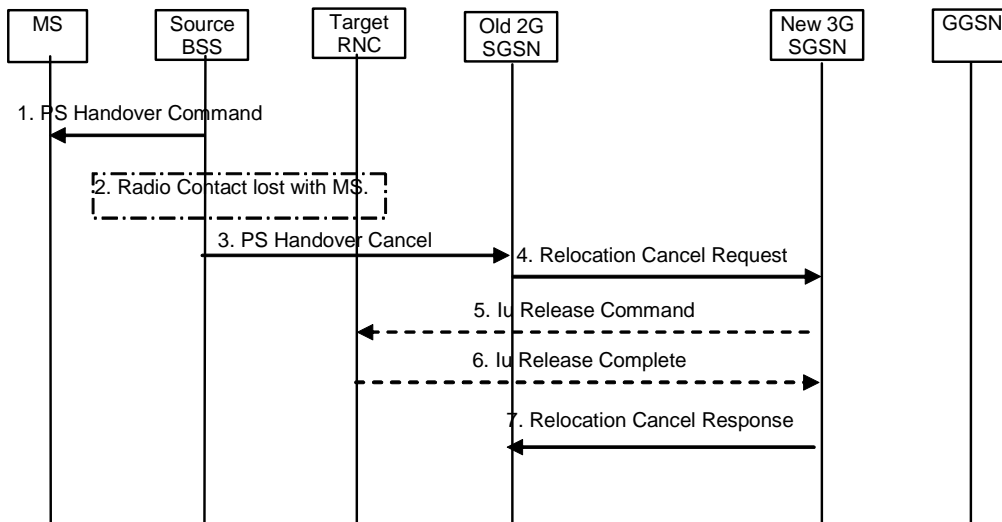 MS
Source
BSS
Target
RNC
Old 2G
SGSN
New 3G
SGSN
GGSN
1. PS Handover Command
2. Radio Contact lost with MS.
3. PS Handover Cancel
4. Relocation Cancel Request
5. Iu Release Command
6. Iu Release Complete
7. Relocation Cancel Response